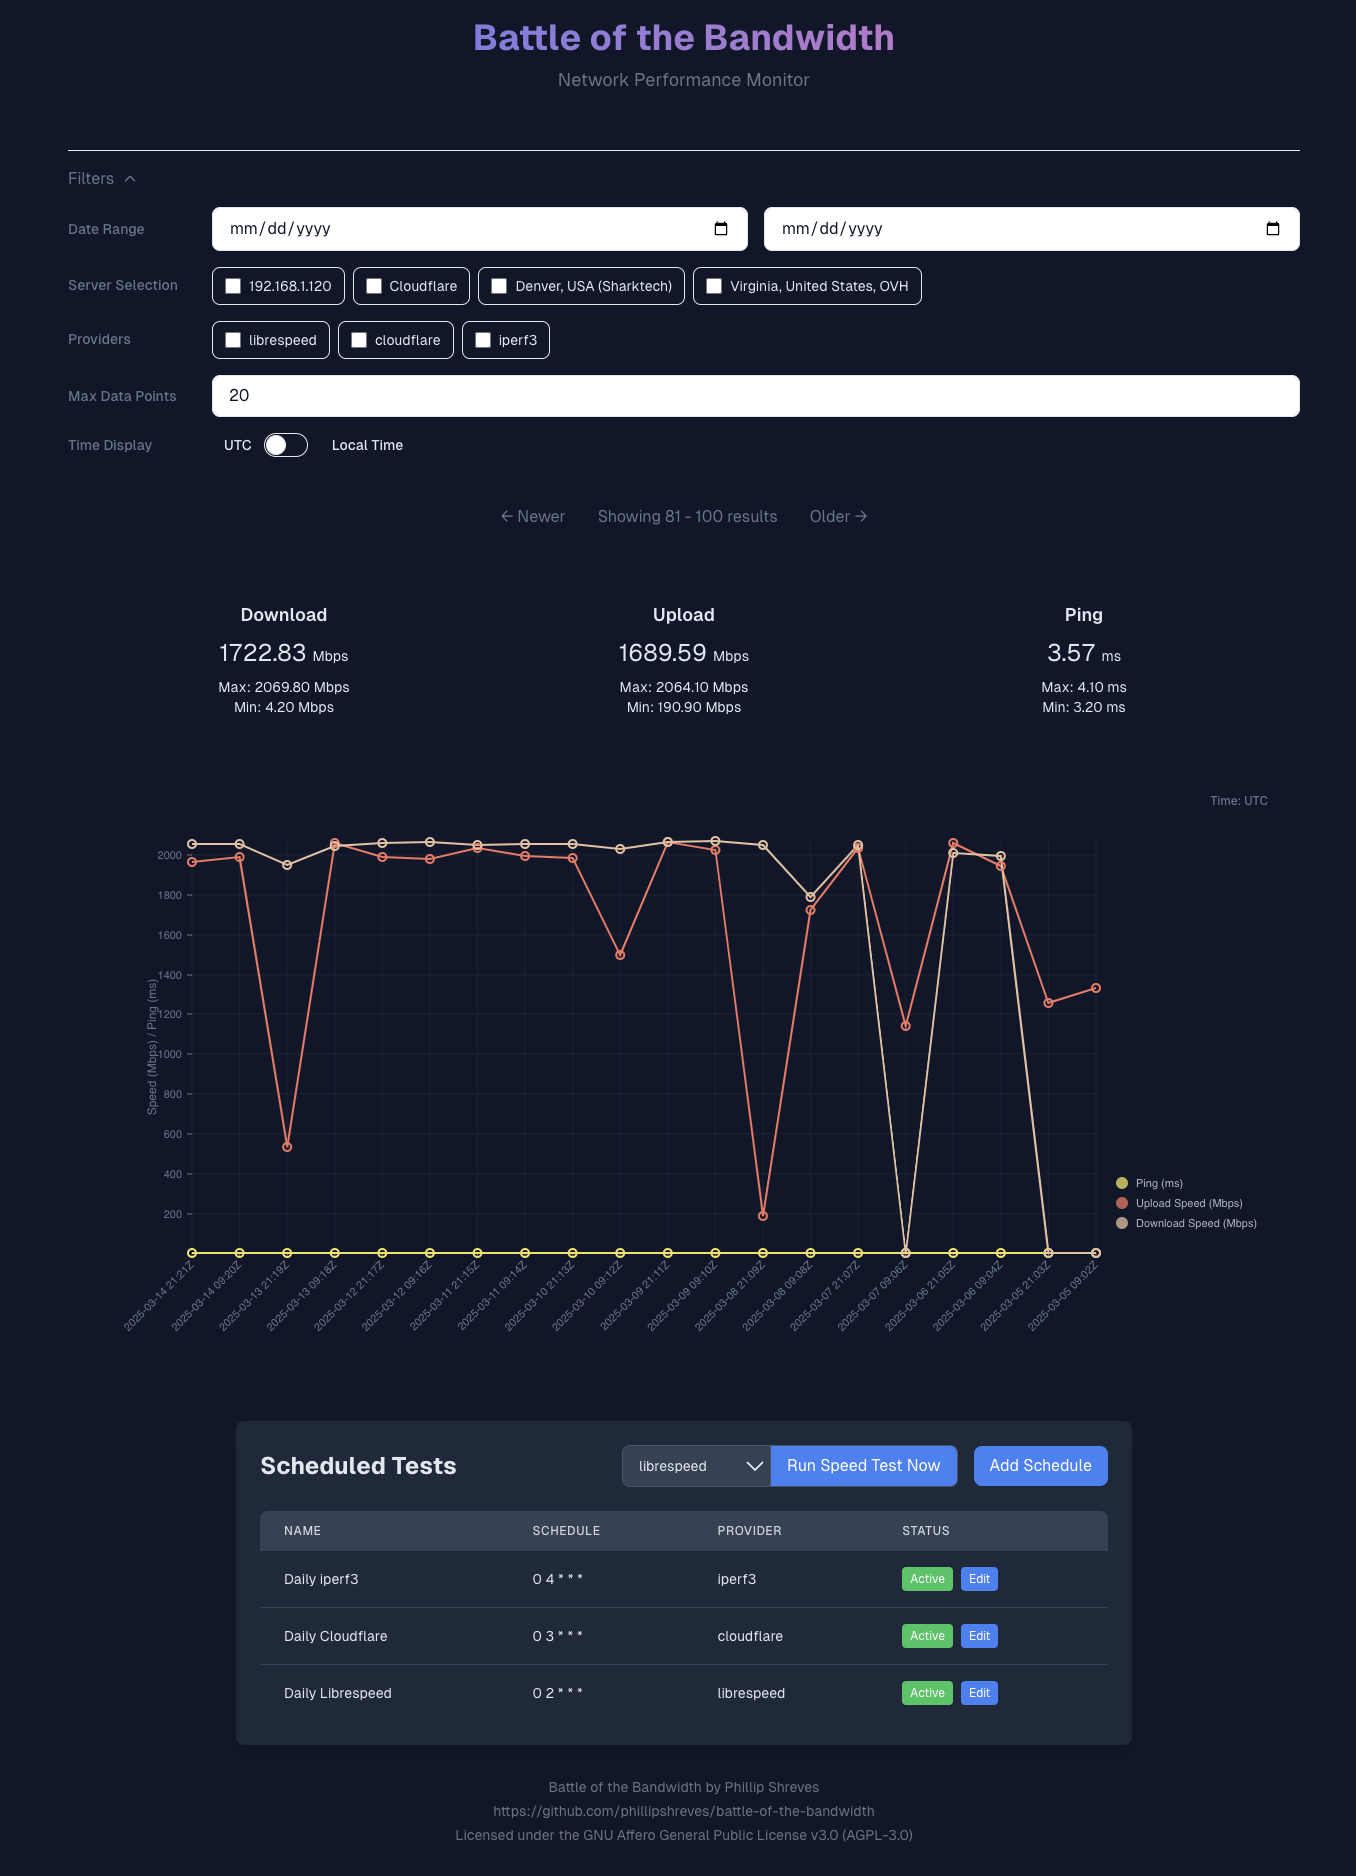 Battle of the Bandwidth
Network Performance Monitor
Filters
Date Range
mm/dd/yyyy
mm/dd/yyyy
Server Selection
192.168.1.120
Cloudflare
Denver, USA (Sharktech)
Virginia, United States, OVH
Providers
librespeed
cloudflare
iperf3
Max Data Points
20
Time Display
UTC
Local Time
← Newer
Showing 81 - 100 results
Older →
Download
1722.83 Mbps
Max: 2069.80 Mbps
Min: 4.20 Mbps
Upload
1689.59 Mbps
Max: 2064.10 Mbps
Min: 190.90 Mbps
Ping
3.57 ms
Max: 4.10 ms
Min: 3.20 ms
Time: UTC
Speed (Mbps) / Ping (ms)
2000
1800
1600
1400
1200
1000
800
600
400
200
2025-03-14 21:21Z
2025-03-14 09:20Z
2025-03-13 21:19Z
2025-03-13 09:18Z
2025-03-12 21:17Z
2025-03-12 09:16Z
2025-03-11 21:15Z
2025-03-11 09:14Z
2025-03-10 21:13Z
2025-03-10 09:12Z
2025-03-09 21:11Z
2025-03-09 09:10Z
2025-03-08 21:09Z
2025-03-08 09:08Z
2025-03-07 21:07Z
2025-03-07 09:06Z
2025-03-06 21:05Z
2025-03-06 09:04Z
2025-03-05 21:03Z
2025-03-05 09:02Z
Ping (ms)
Upload Speed (Mbps)
Download Speed (Mbps)
Scheduled Tests
librespeed
Run Speed Test Now
Add Schedule
NAME SCHEDULE PROVIDER STATUS
Daily iperf3 0 4 * * * iperf3 Active Edit
Daily Cloudflare 0 3 * * * cloudflare Active Edit
Daily Librespeed 0 2 * * * librespeed Active Edit
Battle of the Bandwidth by Phillip Shreves
https://github.com/phillipshreves/battle-of-the-bandwidth
Licensed under the GNU Affero General Public License v3.0 (AGPL-3.0)